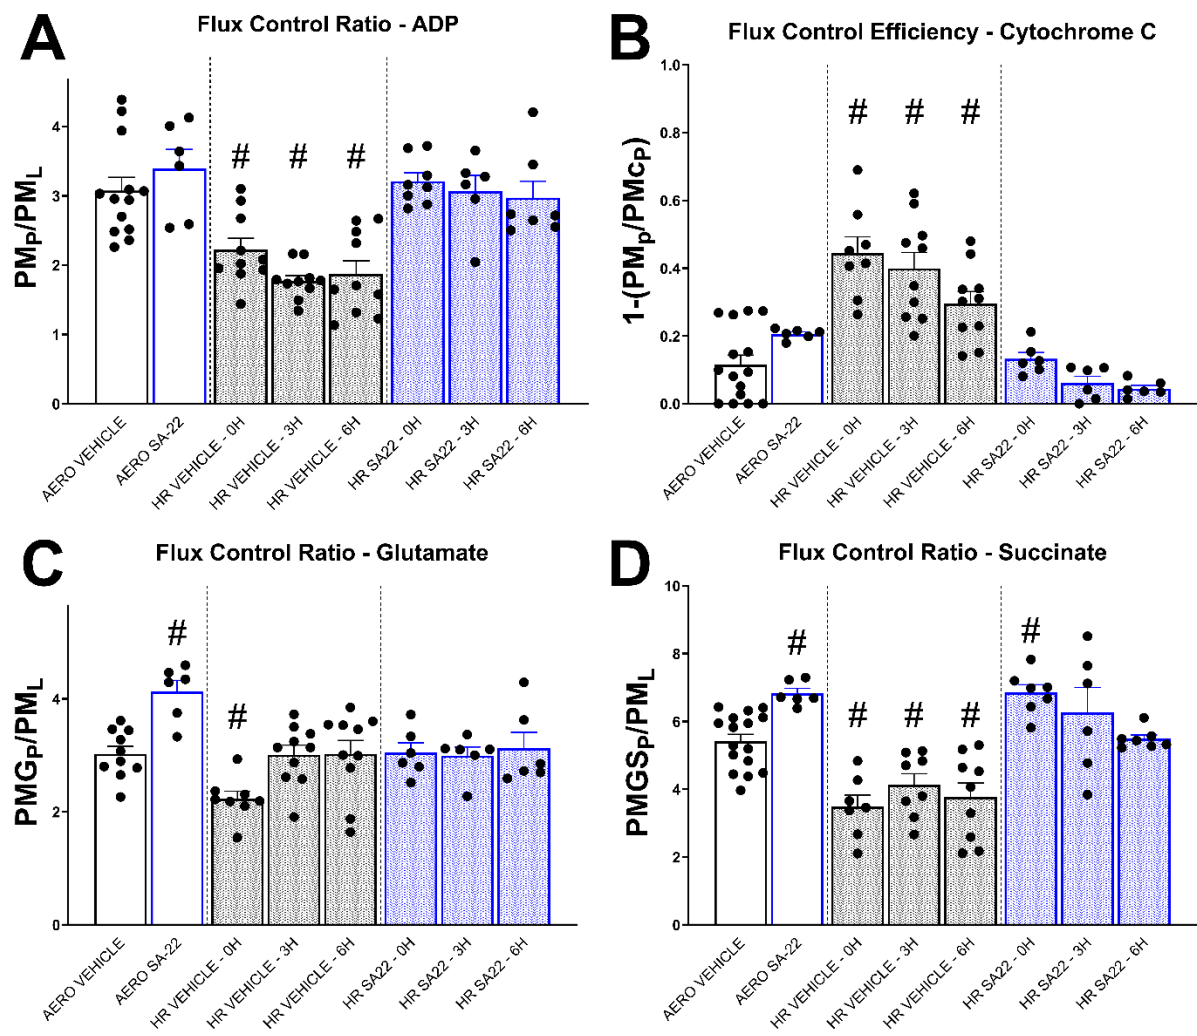 A
Flux Control Ratio - ADP
PMP/PML
4
3
2
1
0
# # #
AERO VEHICLE
AERO SA-22
HR VEHICLE - 0H
HR VEHICLE - 3H
HR VEHICLE - 6H
HR SA22 - 0H
HR SA22 - 3H
HR SA22 - 6H
B
Flux Control Efficiency - Cytochrome C
1-(PMP/PMCP)
1.0
0.8
0.6
0.4
0.2
0.0
# # #
AERO VEHICLE
AERO SA-22
HR VEHICLE - 0H
HR VEHICLE - 3H
HR VEHICLE - 6H
HR SA22 - 0H
HR SA22 - 3H
HR SA22 - 6H
C
Flux Control Ratio - Glutamate
PMGP/PML
4
2
0
# #
AERO VEHICLE
AERO SA-22
HR VEHICLE - 0H
HR VEHICLE - 3H
HR VEHICLE - 6H
HR SA22 - 0H
HR SA22 - 3H
HR SA22 - 6H
D
Flux Control Ratio - Succinate
PMGSP/PML
10
8
6
4
2
0
# # # # #
AERO VEHICLE
AERO SA-22
HR VEHICLE - 0H
HR VEHICLE - 3H
HR VEHICLE - 6H
HR SA22 - 0H
HR SA22 - 3H
HR SA22 - 6H